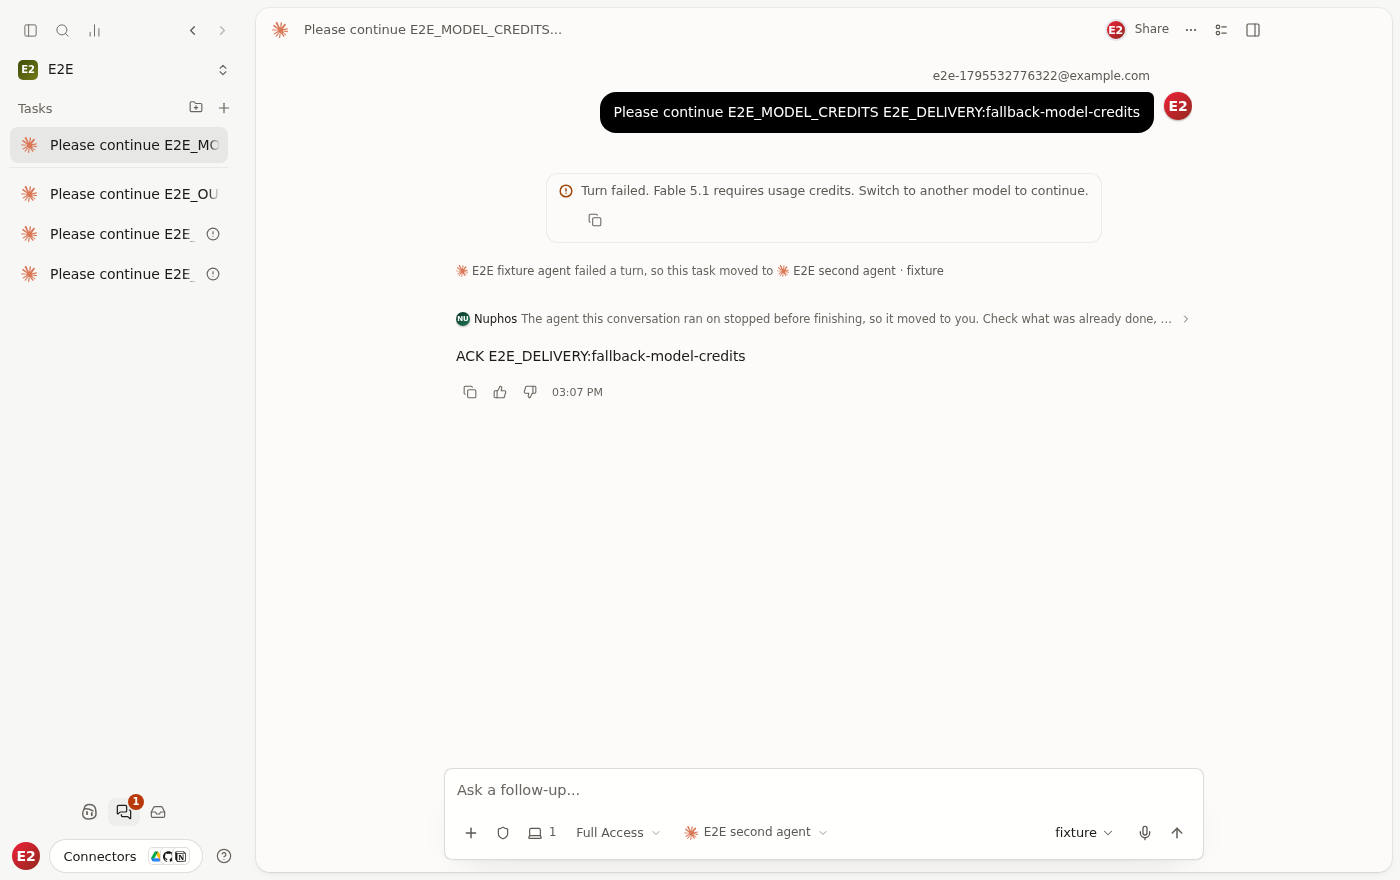 Please continue E2E_MODEL_CREDITS...
E2 Share
E2 E2E
Tasks
Please continue E2E_MO
Please continue E2E_OU
Please continue E2E_
Please continue E2E_
e2e-1795532776322@example.com
Please continue E2E_MODEL_CREDITS E2E_DELIVERY:fallback-model-credits
E2
Turn failed. Fable 5.1 requires usage credits. Switch to another model to continue.
E2E fixture agent failed a turn, so this task moved to E2E second agent · fixture
NU Nuphos The agent this conversation ran on stopped before finishing, so it moved to you. Check what was already done, ...
ACK E2E_DELIVERY:fallback-model-credits
03:07 PM
Ask a follow-up...
1 Full Access E2E second agent fixture
1
E2 Connectors